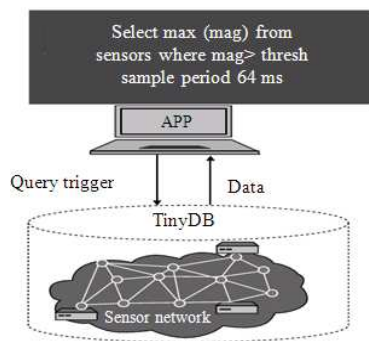 Select max (mag) from
sensors where mag> thresh
sample period 64 ms
APP
Query trigger
Data
TinyDB
Sensor network